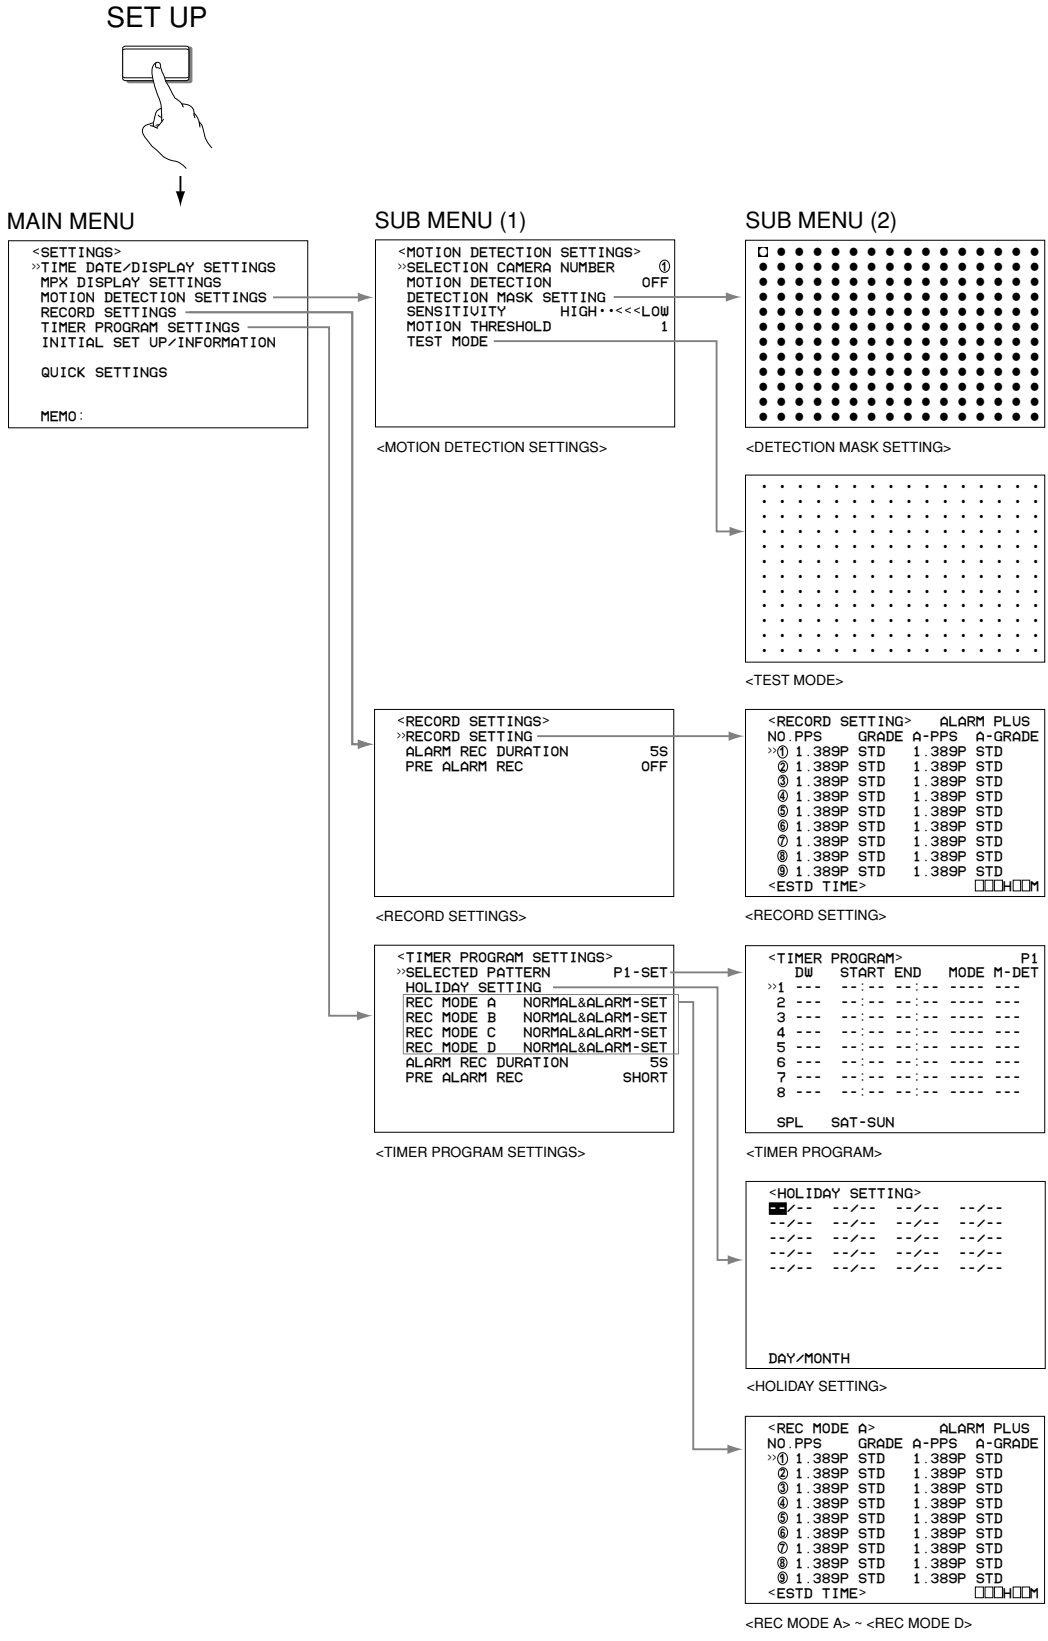 SET UP
MAIN MENU
<SETTINGS>
»TIME DATE/DISPLAY SETTINGS
MPX DISPLAY SETTINGS
MOTION DETECTION SETTINGS
RECORD SETTINGS
TIMER PROGRAM SETTINGS
INITIAL SET UP/INFORMATION
QUICK SETTINGS
MEMO:
SUB MENU (1)
<MOTION DETECTION SETTINGS>
»SELECTION CAMERA NUMBER ①
MOTION DETECTION OFF
DETECTION MASK SETTING
SENSITIVITY HIGH··<<<LOW
MOTION THRESHOLD 1
TEST MODE
<MOTION DETECTION SETTINGS>
SUB MENU (2)
<DETECTION MASK SETTING>
<TEST MODE>
<RECORD SETTINGS>
»RECORD SETTING
ALARM REC DURATION 5S
PRE ALARM REC OFF
<RECORD SETTINGS>
<RECORD SETTING> ALARM PLUS
NO.PPS GRADE A-PPS A-GRADE
»① 1.389P STD 1.389P STD
② 1.389P STD 1.389P STD
③ 1.389P STD 1.389P STD
④ 1.389P STD 1.389P STD
⑤ 1.389P STD 1.389P STD
⑥ 1.389P STD 1.389P STD
⑦ 1.389P STD 1.389P STD
⑧ 1.389P STD 1.389P STD
⑨ 1.389P STD 1.389P STD
<ESTD TIME> □□□H□□M
<RECORD SETTING>
<TIMER PROGRAM SETTINGS>
»SELECTED PATTERN P1-SET
HOLIDAY SETTING
REC MODE A NORMAL&ALARM-SET
REC MODE B NORMAL&ALARM-SET
REC MODE C NORMAL&ALARM-SET
REC MODE D NORMAL&ALARM-SET
ALARM REC DURATION 5S
PRE ALARM REC SHORT
<TIMER PROGRAM SETTINGS>
<TIMER PROGRAM> P1
DW START END MODE M-DET
»1 --- --:-- --:-- ---- ---
2 --- --:-- --:-- ---- ---
3 --- --:-- --:-- ---- ---
4 --- --:-- --:-- ---- ---
5 --- --:-- --:-- ---- ---
6 --- --:-- --:-- ---- ---
7 --- --:-- --:-- ---- ---
8 --- --:-- --:-- ---- ---
SPL SAT-SUN
<TIMER PROGRAM>
<HOLIDAY SETTING>
--/-- --/-- --/-- --/--
--/-- --/-- --/-- --/--
--/-- --/-- --/-- --/--
--/-- --/-- --/-- --/--
--/-- --/-- --/-- --/--
DAY/MONTH
<HOLIDAY SETTING>
<REC MODE A> ALARM PLUS
NO.PPS GRADE A-PPS A-GRADE
»① 1.389P STD 1.389P STD
② 1.389P STD 1.389P STD
③ 1.389P STD 1.389P STD
④ 1.389P STD 1.389P STD
⑤ 1.389P STD 1.389P STD
⑥ 1.389P STD 1.389P STD
⑦ 1.389P STD 1.389P STD
⑧ 1.389P STD 1.389P STD
⑨ 1.389P STD 1.389P STD
<ESTD TIME> □□□H□□M
<REC MODE A> ~ <REC MODE D>